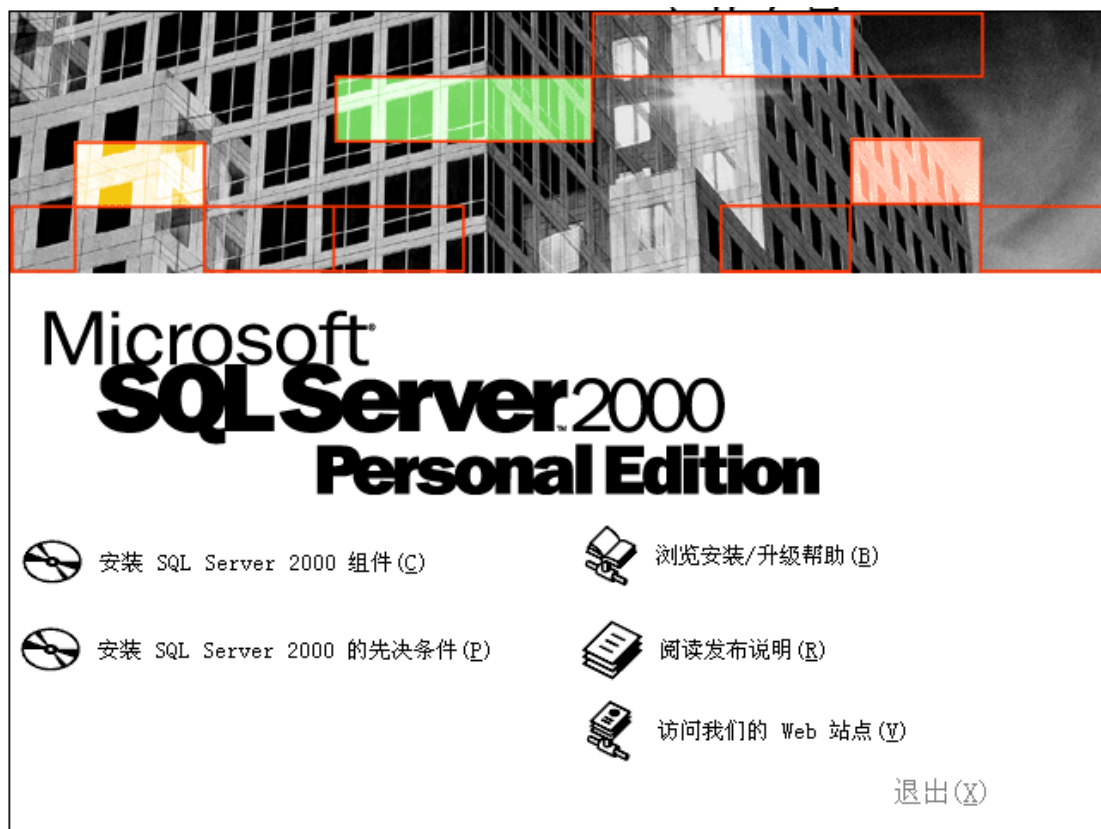 Microsoft®
SQL Server™ 2000
Personal Edition
安装 SQL Server 2000 组件(C)
浏览安装/升级帮助(B)
安装 SQL Server 2000 的先决条件(P)
阅读发布说明(R)
访问我们的 Web 站点(V)
退出(X)